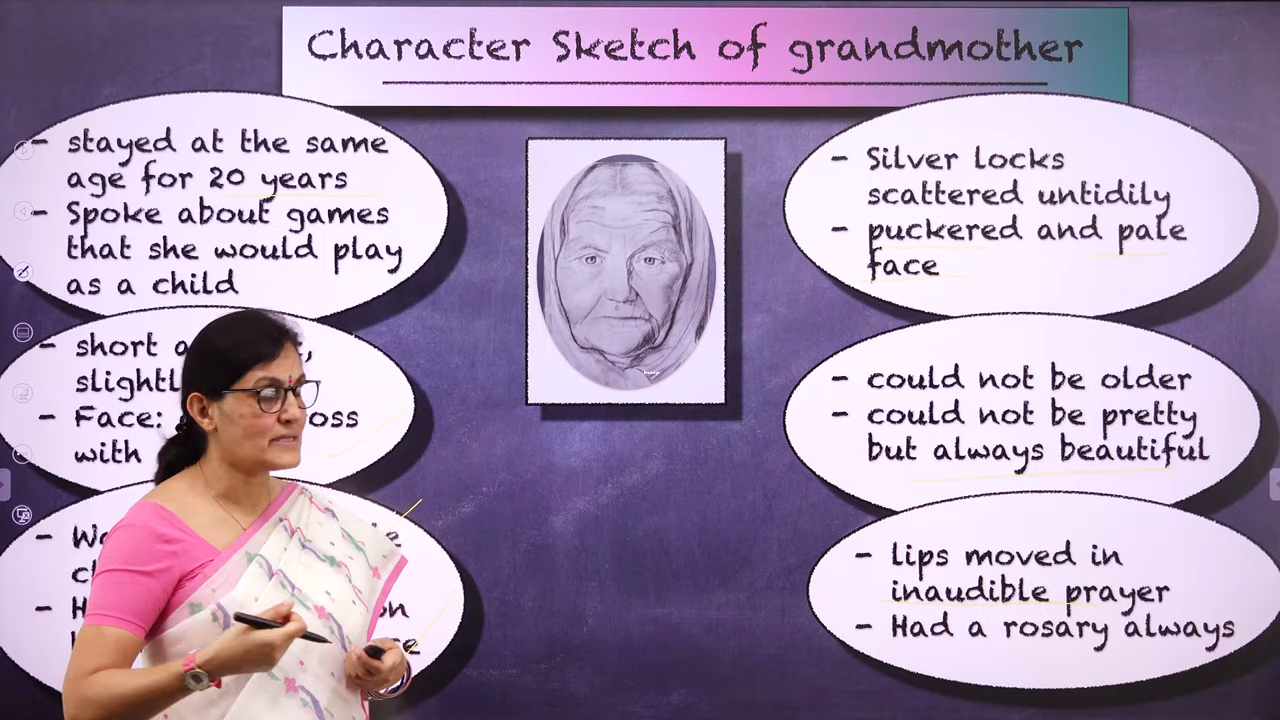 Character Sketch of grandmother
- stayed at the same
age for 20 years
- Spoke about games
that she would play
as a child
- short
slightl
- Face:
with
- Silver locks
scattered untidily
- puckered and pale
face
- could not be older
- could not be pretty
but always beautiful
- lips moved in
inaudible prayer
- Had a rosary always